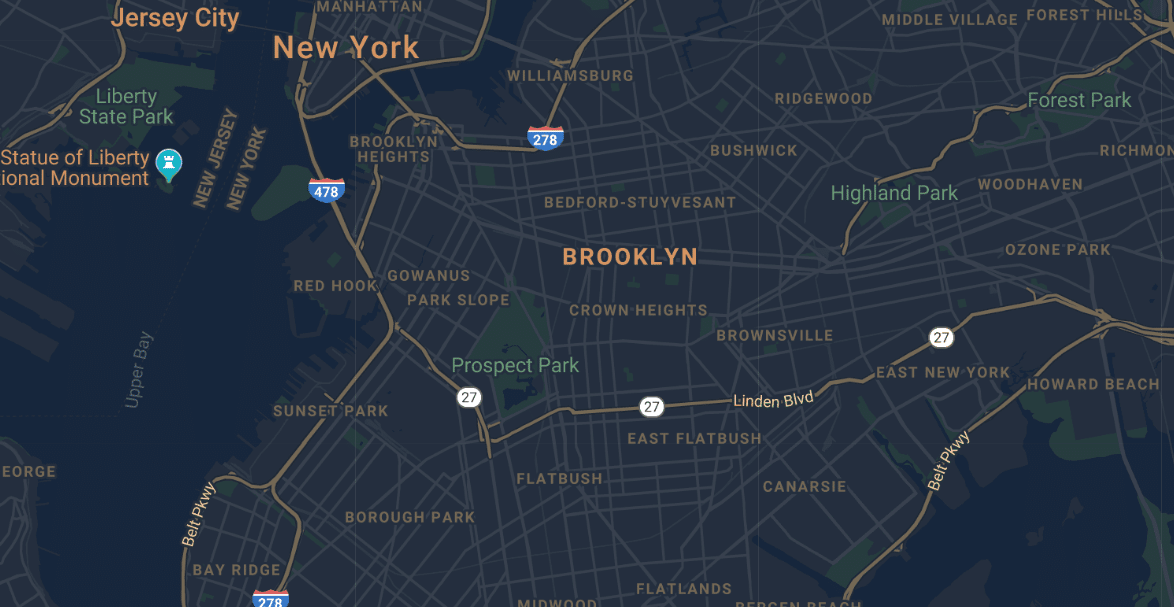 MANHATTAN
Jersey City
MIDDLE VILLAGE
FOREST HILLS
New York
WILLIAMSBURG
Liberty
State Park
RIDGEWOOD
Forest Park
NEW JERSEY
NEW YORK
BROOKLYN
HEIGHTS
278
BUSHWICK
RICHMON
Statue of Liberty
ional Monument
478
Highland Park
WOODHAVEN
BEDFORD-STUYVESANT
OZONE PARK
BROOKLYN
GOWANUS
RED HOOK
PARK SLOPE
CROWN HEIGHTS
BROWNSVILLE
27
Upper Bay
Prospect Park
EAST NEW YORK
HOWARD BEACH
27
27
Linden Blvd
SUNSET PARK
EAST FLATBUSH
Belt Pkwy
EORGE
FLATBUSH
CANARSIE
Belt Pkwy
BOROUGH PARK
BAY RIDGE
FLATLANDS
278
MIDWOOD
BERGEN BEACH